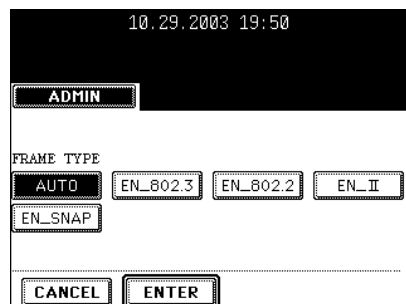 10.29.2003 19:50
ADMIN
FRAME TYPE
AUTO EN_802.3 EN_802.2 EN_II
EN_SNAP
CANCEL ENTER